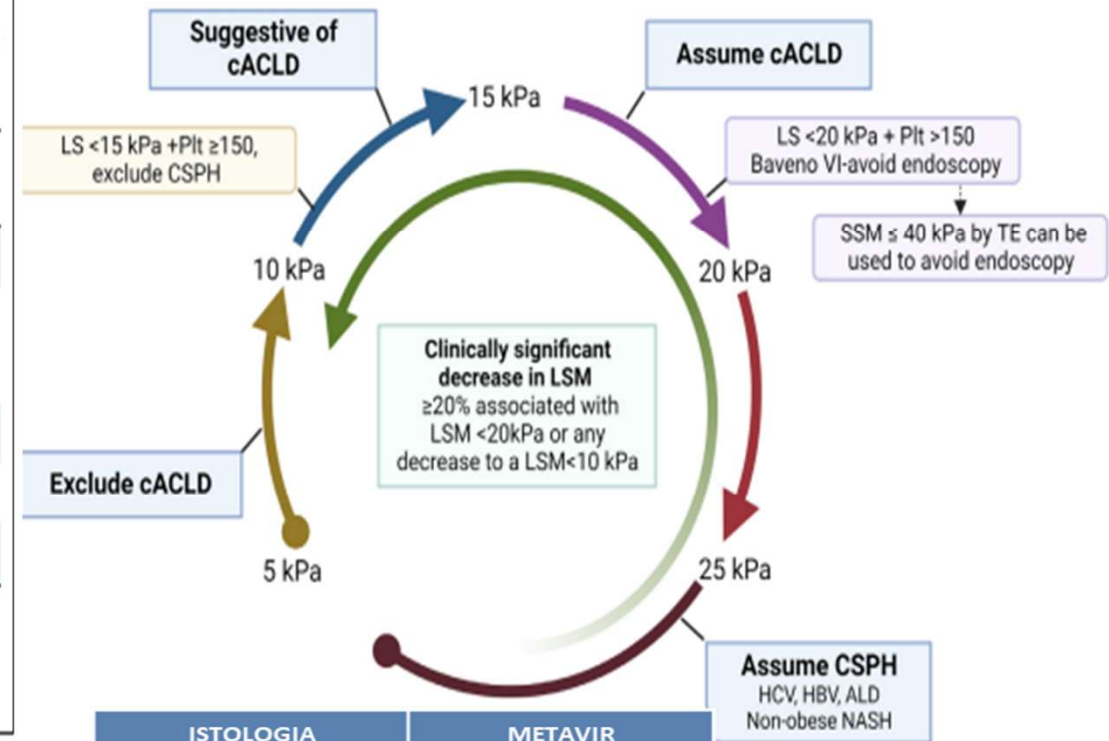 Suggestive of
cACLD
15 kPa
Assume cACLD
LS <15 kPa +Plt ≥150,
exclude CSPH
LS <20 kPa + Plt >150
Baveno VI-avoid endoscopy
SSM ≤ 40 kPa by TE can be
used to avoid endoscopy
10 kPa
20 kPa
Clinically significant
decrease in LSM
≥20% associated with
LSM <20kPa or any
decrease to a LSM<10 kPa
Exclude cACLD
5 kPa
25 kPa
Assume CSPH
HCV, HBV, ALD
Non-obese NASH
ISTOLOGIA
METAVIR